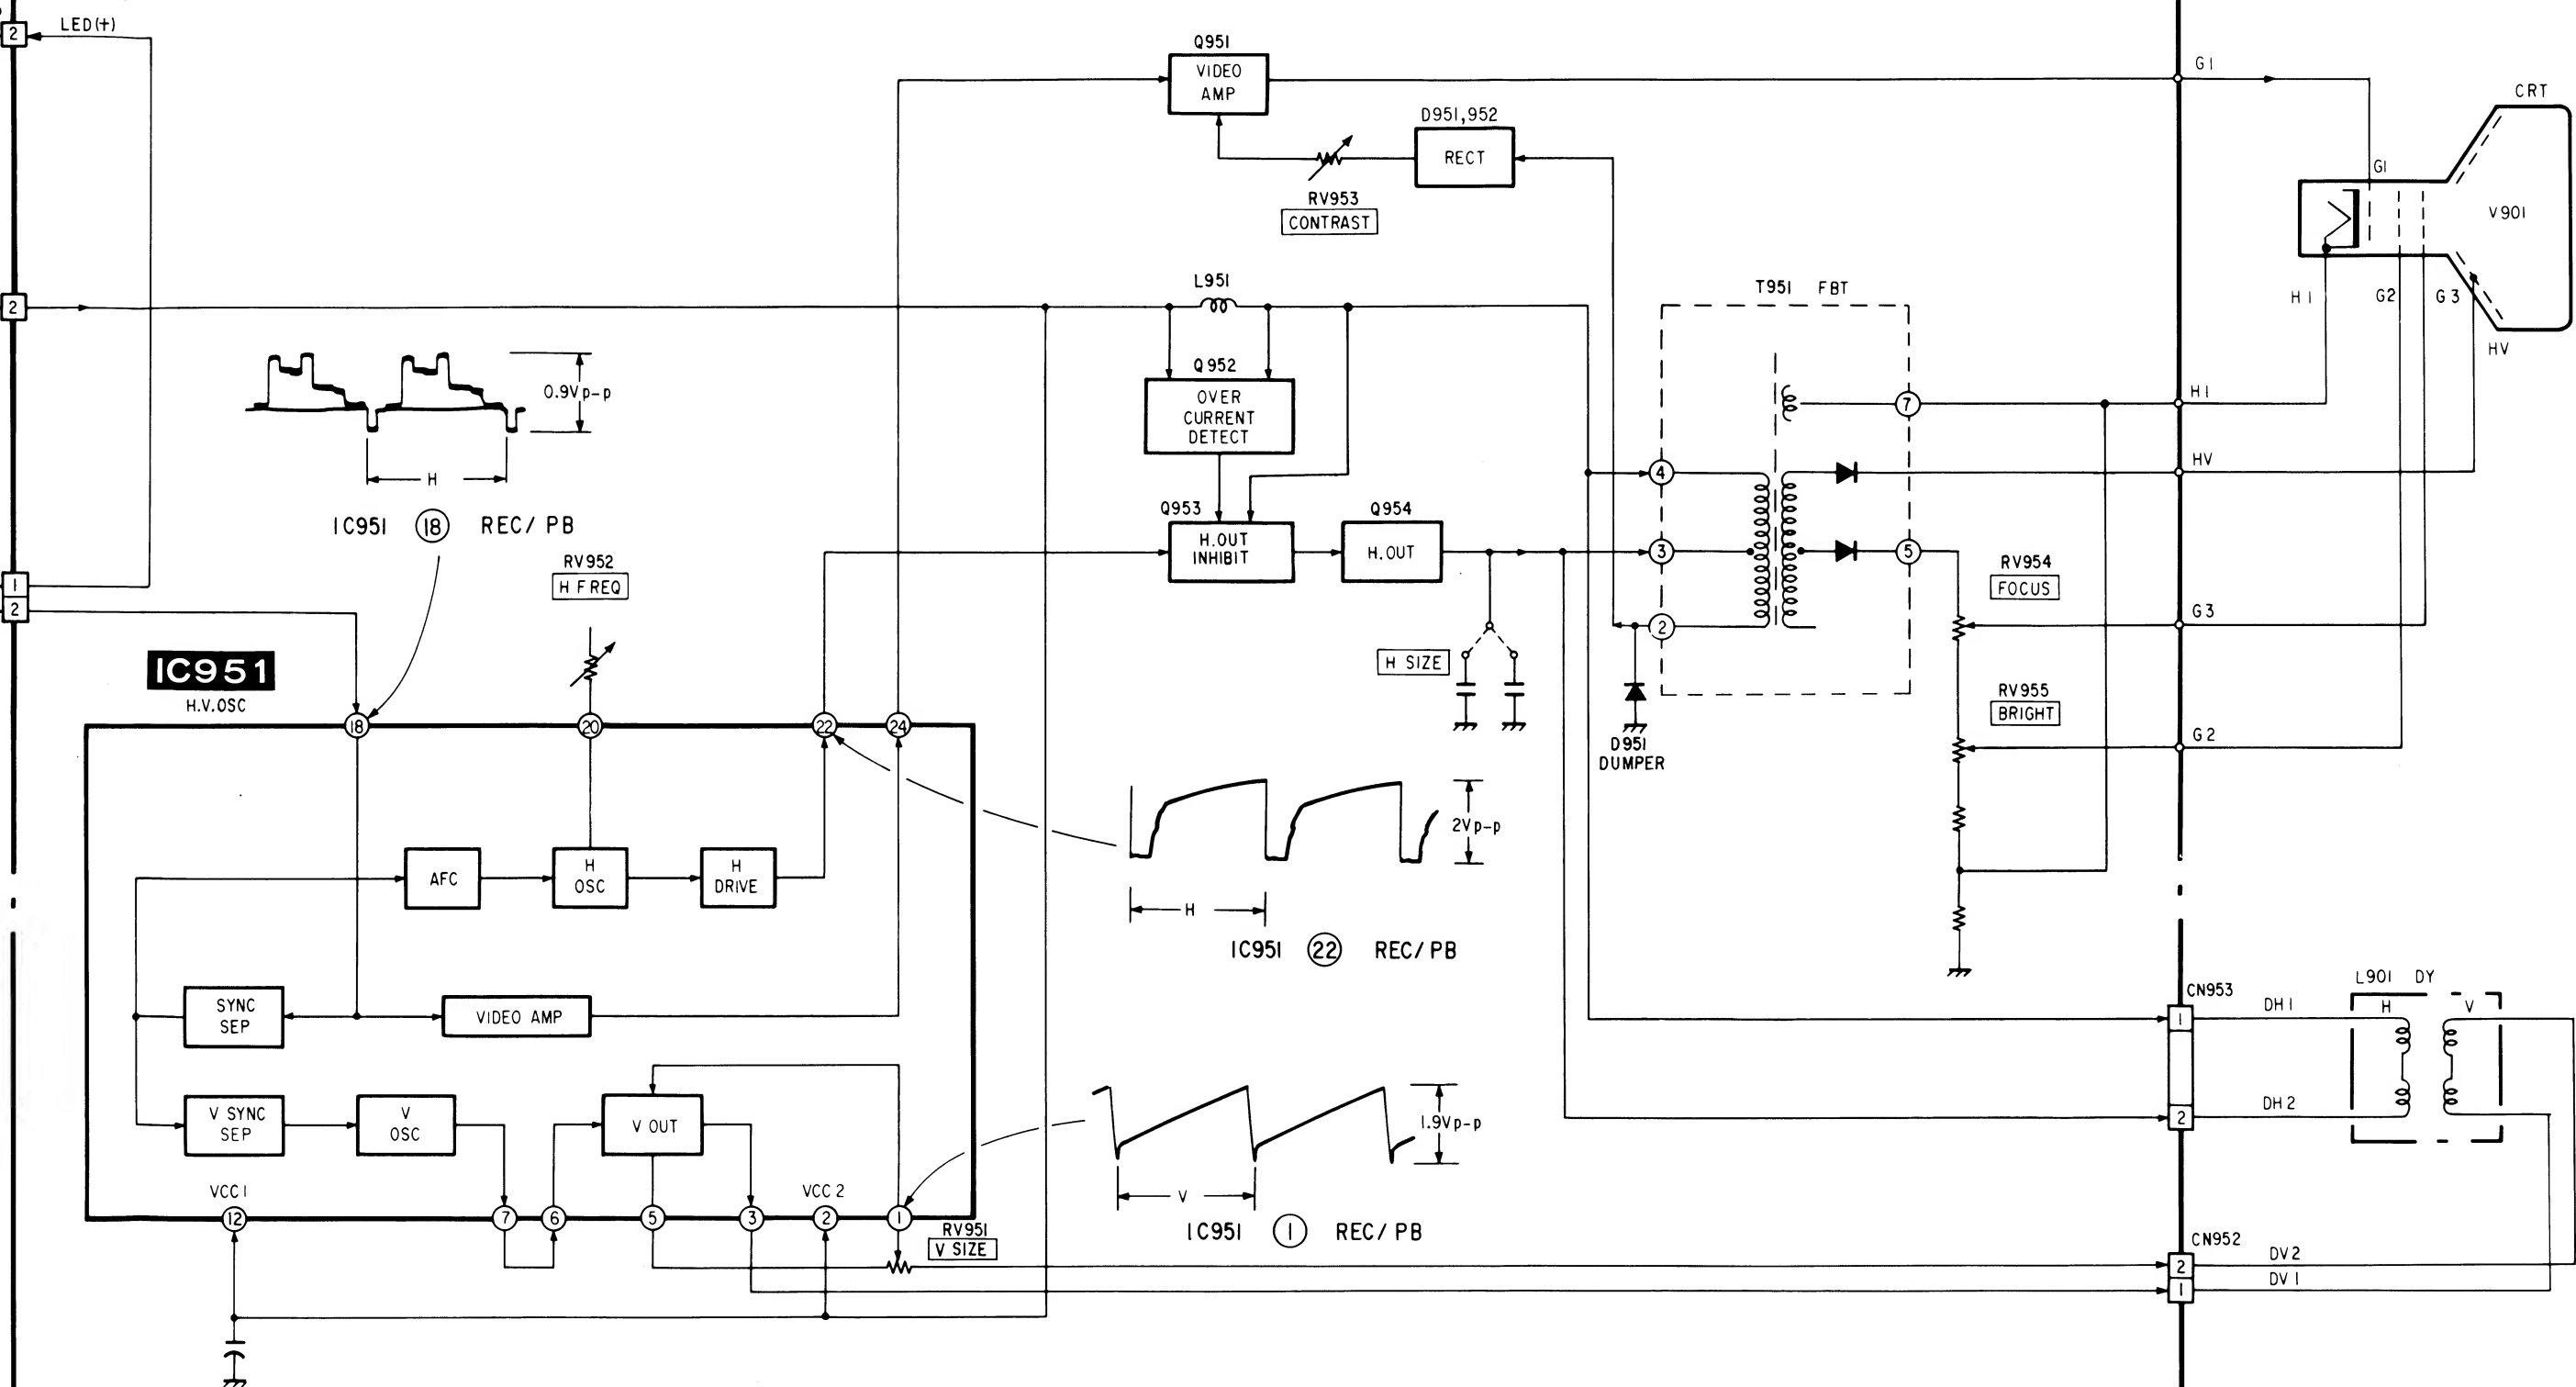 2
LED(+)
Q951
VIDEO
AMP
G1
CRT
D951,952
RECT
G1
V901
RV953
CONTRAST
2
L951
T951 FBT
H1
G2
G3
HV
0.9Vp-p
H
Q952
OVER
CURRENT
DETECT
7
H1
4
HV
IC951 18 REC/PB
Q953
H.OUT
INHIBIT
Q954
H.OUT
3
5
RV952
H FREQ
RV954
FOCUS
1
2
G3
2
H SIZE
IC951
H.V.OSC
RV955
BRIGHT
18
20
22
24
G2
D951
DUMPER
2Vp-p
AFC
H
OSC
H
DRIVE
H
IC951 22 REC/PB
SYNC
SEP
VIDEO AMP
CN953
L901 DY
1
DH1
H
V
V SYNC
SEP
V
OSC
V OUT
1.9Vp-p
2
DH2
VCC1
VCC2
V
12
7
6
5
3
2
1
RV951
V SIZE
IC951 1 REC/PB
CN952
2
DV2
1
DV1